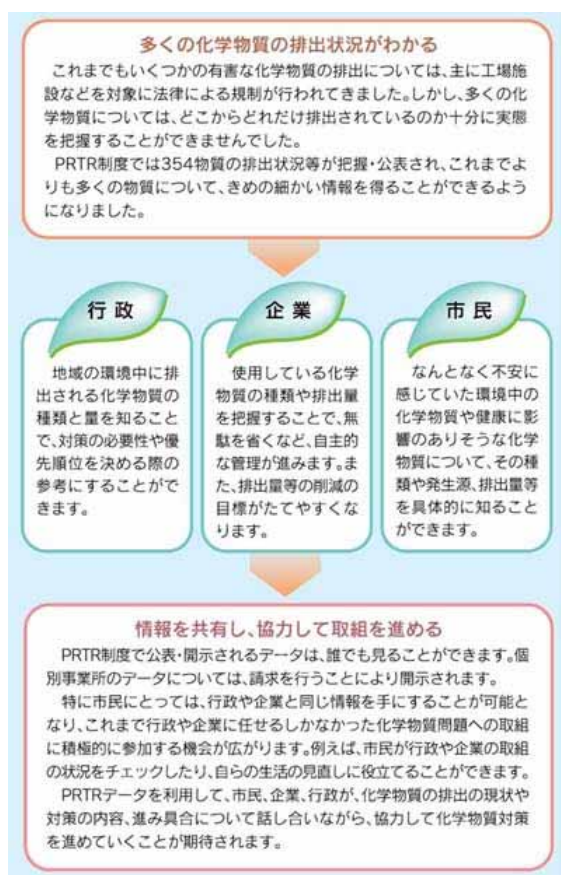 多くの化学物質の排出状況がわかる
これまでもいくつかの有害な化学物質の排出については、主に工場施
設などを対象に法律による規制が行われてきました。しかし、多くの化
学物質については、どこからどれだけ排出されているのか十分に実態
を把握することができませんでした。
PRTR制度では354物質の排出状況等が把握・公表され、これまでよ
りも多くの物質について、きめの細かい情報を得ることができるよう
になりました。
行政
地域の環境中に排
出される化学物質の
種類と量を知ること
で、対策の必要性や優
先順位を決める際の
参考にすることがで
きます。
企業
使用している化学
物質の種類や排出量
を把握することで、無
駄を省くなど、自主的
な管理が進みます。ま
た、排出量等の削減の
目標がたてやすくな
ります。
市民
なんとなく不安に
感じていた環境中の
化学物質や健康に影
響のありそうな化学
物質について、その種
類や発生源、排出量等
を具体的に知ること
ができます。
情報を共有し、協力して取組を進める
PRTR制度で公表・開示されるデータは、誰でも見ることができます。個
別事業所のデータについては、請求を行うことにより開示されます。
特に市民にとっては、行政や企業と同じ情報を手にすることが可能と
なり、これまで行政や企業に任せるしかなかった化学物質問題への取組
に積極的に参加する機会が広がります。例えば、市民が行政や企業の取組
の状況をチェックしたり、自らの生活の見直しに役立てることができます。
PRTRデータを利用して、市民、企業、行政が、化学物質の排出の現状や
対策の内容、進み具合について話し合いながら、協力して化学物質対策
を進めていくことが期待されます。